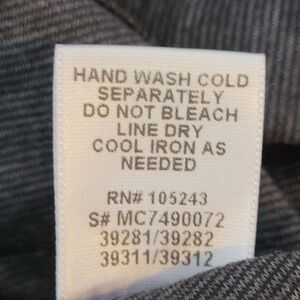 HAND WASH COLD
SEPARATELY
DO NOT BLEACH
LINE DRY
COOL IRON AS
NEEDED
RN# 105243
S# MC7490072
39281/39282
39311/39312